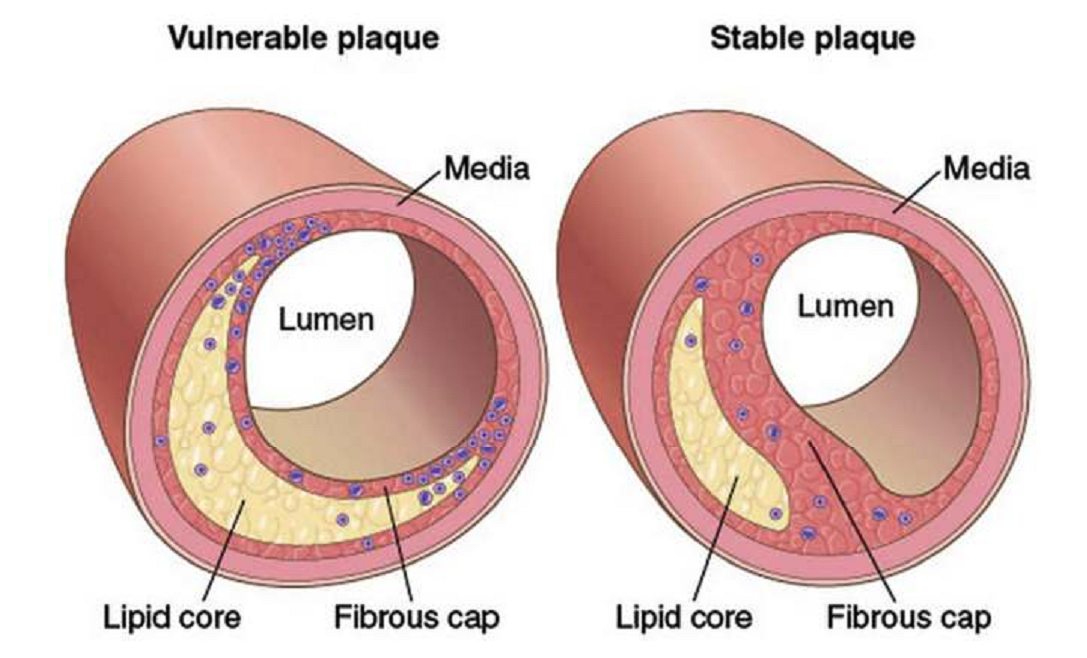 Vulnerable plaque
Stable plaque
Media
Media
Lumen
Lumen
Lipid core
Fibrous cap
Lipid core
Fibrous cap